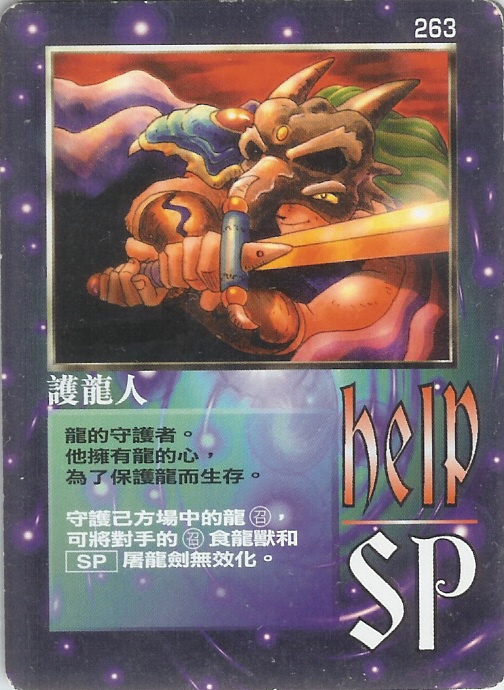 263
護龍人
龍的守護者。
他擁有龍的心，
為了保護龍而生存。
守護己方場中的龍㊁，
可將對手的㊁食龍獸和
SP 屠龍劍無效化。
help
SP